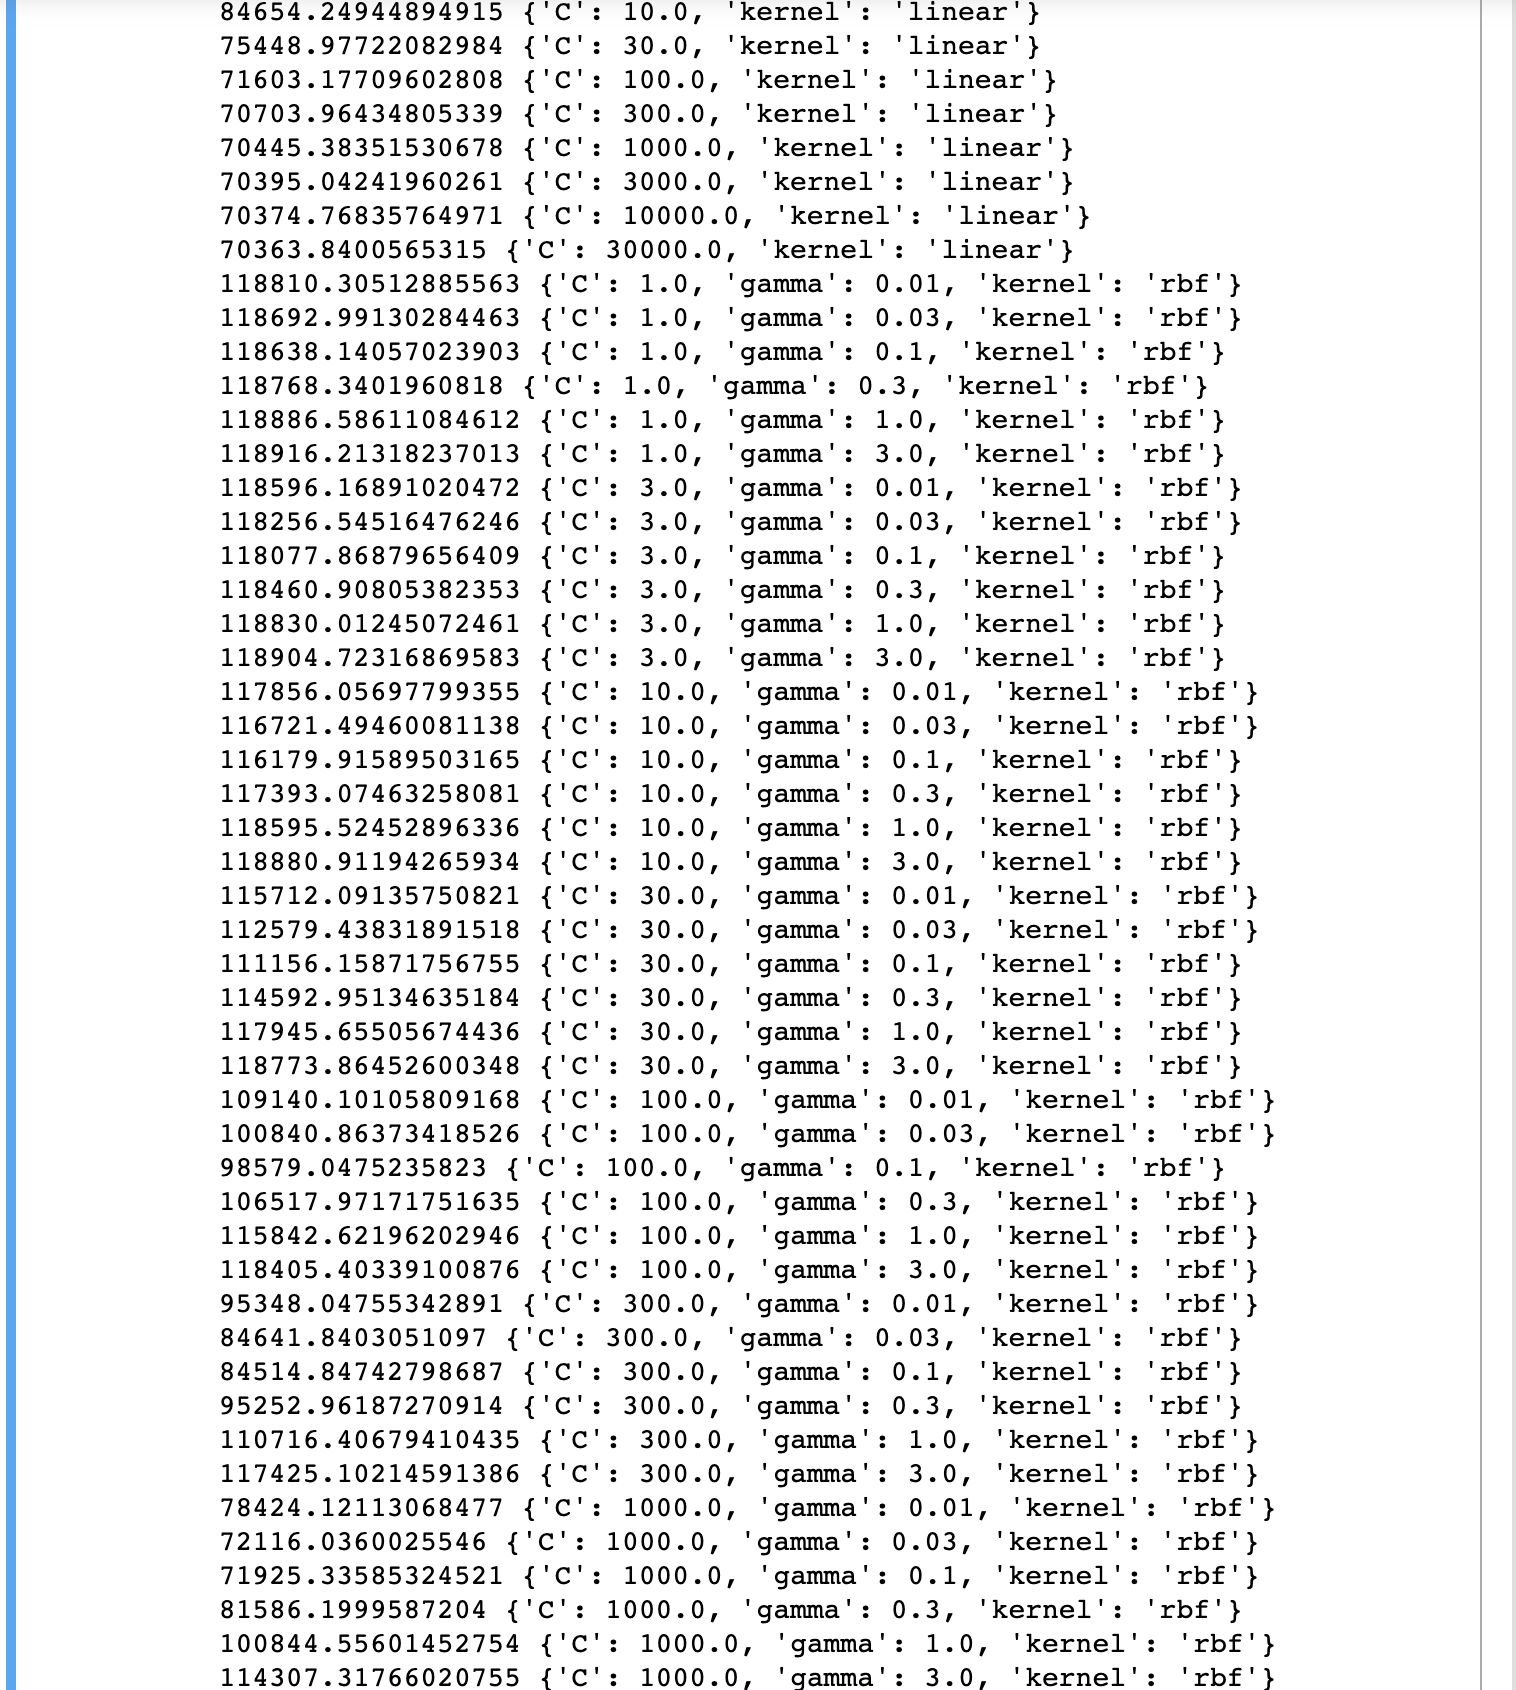 84654.24944894915 {'C': 10.0, 'kernel': 'linear'}
75448.97722082984 {'C': 30.0, 'kernel': 'linear'}
71603.17709602808 {'C': 100.0, 'kernel': 'linear'}
70703.96434805339 {'C': 300.0, 'kernel': 'linear'}
70445.38351530678 {'C': 1000.0, 'kernel': 'linear'}
70395.04241960261 {'C': 3000.0, 'kernel': 'linear'}
70374.76835764971 {'C': 10000.0, 'kernel': 'linear'}
70363.8400565315 {'C': 30000.0, 'kernel': 'linear'}
118810.30512885563 {'C': 1.0, 'gamma': 0.01, 'kernel': 'rbf'}
118692.99130284463 {'C': 1.0, 'gamma': 0.03, 'kernel': 'rbf'}
118638.14057023903 {'C': 1.0, 'gamma': 0.1, 'kernel': 'rbf'}
118768.3401960818 {'C': 1.0, 'gamma': 0.3, 'kernel': 'rbf'}
118886.58611084612 {'C': 1.0, 'gamma': 1.0, 'kernel': 'rbf'}
118916.21318237013 {'C': 1.0, 'gamma': 3.0, 'kernel': 'rbf'}
118596.16891020472 {'C': 3.0, 'gamma': 0.01, 'kernel': 'rbf'}
118256.54516476246 {'C': 3.0, 'gamma': 0.03, 'kernel': 'rbf'}
118077.86879656409 {'C': 3.0, 'gamma': 0.1, 'kernel': 'rbf'}
118460.90805382353 {'C': 3.0, 'gamma': 0.3, 'kernel': 'rbf'}
118830.01245072461 {'C': 3.0, 'gamma': 1.0, 'kernel': 'rbf'}
118904.72316869583 {'C': 3.0, 'gamma': 3.0, 'kernel': 'rbf'}
117856.05697799355 {'C': 10.0, 'gamma': 0.01, 'kernel': 'rbf'}
116721.49460081138 {'C': 10.0, 'gamma': 0.03, 'kernel': 'rbf'}
116179.91589503165 {'C': 10.0, 'gamma': 0.1, 'kernel': 'rbf'}
117393.07463258081 {'C': 10.0, 'gamma': 0.3, 'kernel': 'rbf'}
118595.52452896336 {'C': 10.0, 'gamma': 1.0, 'kernel': 'rbf'}
118880.91194265934 {'C': 10.0, 'gamma': 3.0, 'kernel': 'rbf'}
115712.09135750821 {'C': 30.0, 'gamma': 0.01, 'kernel': 'rbf'}
112579.43831891518 {'C': 30.0, 'gamma': 0.03, 'kernel': 'rbf'}
111156.15871756755 {'C': 30.0, 'gamma': 0.1, 'kernel': 'rbf'}
114592.95134635184 {'C': 30.0, 'gamma': 0.3, 'kernel': 'rbf'}
117945.65505674436 {'C': 30.0, 'gamma': 1.0, 'kernel': 'rbf'}
118773.86452600348 {'C': 30.0, 'gamma': 3.0, 'kernel': 'rbf'}
109140.10105809168 {'C': 100.0, 'gamma': 0.01, 'kernel': 'rbf'}
100840.86373418526 {'C': 100.0, 'gamma': 0.03, 'kernel': 'rbf'}
98579.0475235823 {'C': 100.0, 'gamma': 0.1, 'kernel': 'rbf'}
106517.97171751635 {'C': 100.0, 'gamma': 0.3, 'kernel': 'rbf'}
115842.62196202946 {'C': 100.0, 'gamma': 1.0, 'kernel': 'rbf'}
118405.40339100876 {'C': 100.0, 'gamma': 3.0, 'kernel': 'rbf'}
95348.04755342891 {'C': 300.0, 'gamma': 0.01, 'kernel': 'rbf'}
84641.8403051097 {'C': 300.0, 'gamma': 0.03, 'kernel': 'rbf'}
84514.84742798687 {'C': 300.0, 'gamma': 0.1, 'kernel': 'rbf'}
95252.96187270914 {'C': 300.0, 'gamma': 0.3, 'kernel': 'rbf'}
110716.40679410435 {'C': 300.0, 'gamma': 1.0, 'kernel': 'rbf'}
117425.10214591386 {'C': 300.0, 'gamma': 3.0, 'kernel': 'rbf'}
78424.12113068477 {'C': 1000.0, 'gamma': 0.01, 'kernel': 'rbf'}
72116.0360025546 {'C': 1000.0, 'gamma': 0.03, 'kernel': 'rbf'}
71925.33585324521 {'C': 1000.0, 'gamma': 0.1, 'kernel': 'rbf'}
81586.1999587204 {'C': 1000.0, 'gamma': 0.3, 'kernel': 'rbf'}
100844.55601452754 {'C': 1000.0, 'gamma': 1.0, 'kernel': 'rbf'}
114307.31766020755 {'C': 1000.0, 'gamma': 3.0, 'kernel': 'rbf'}